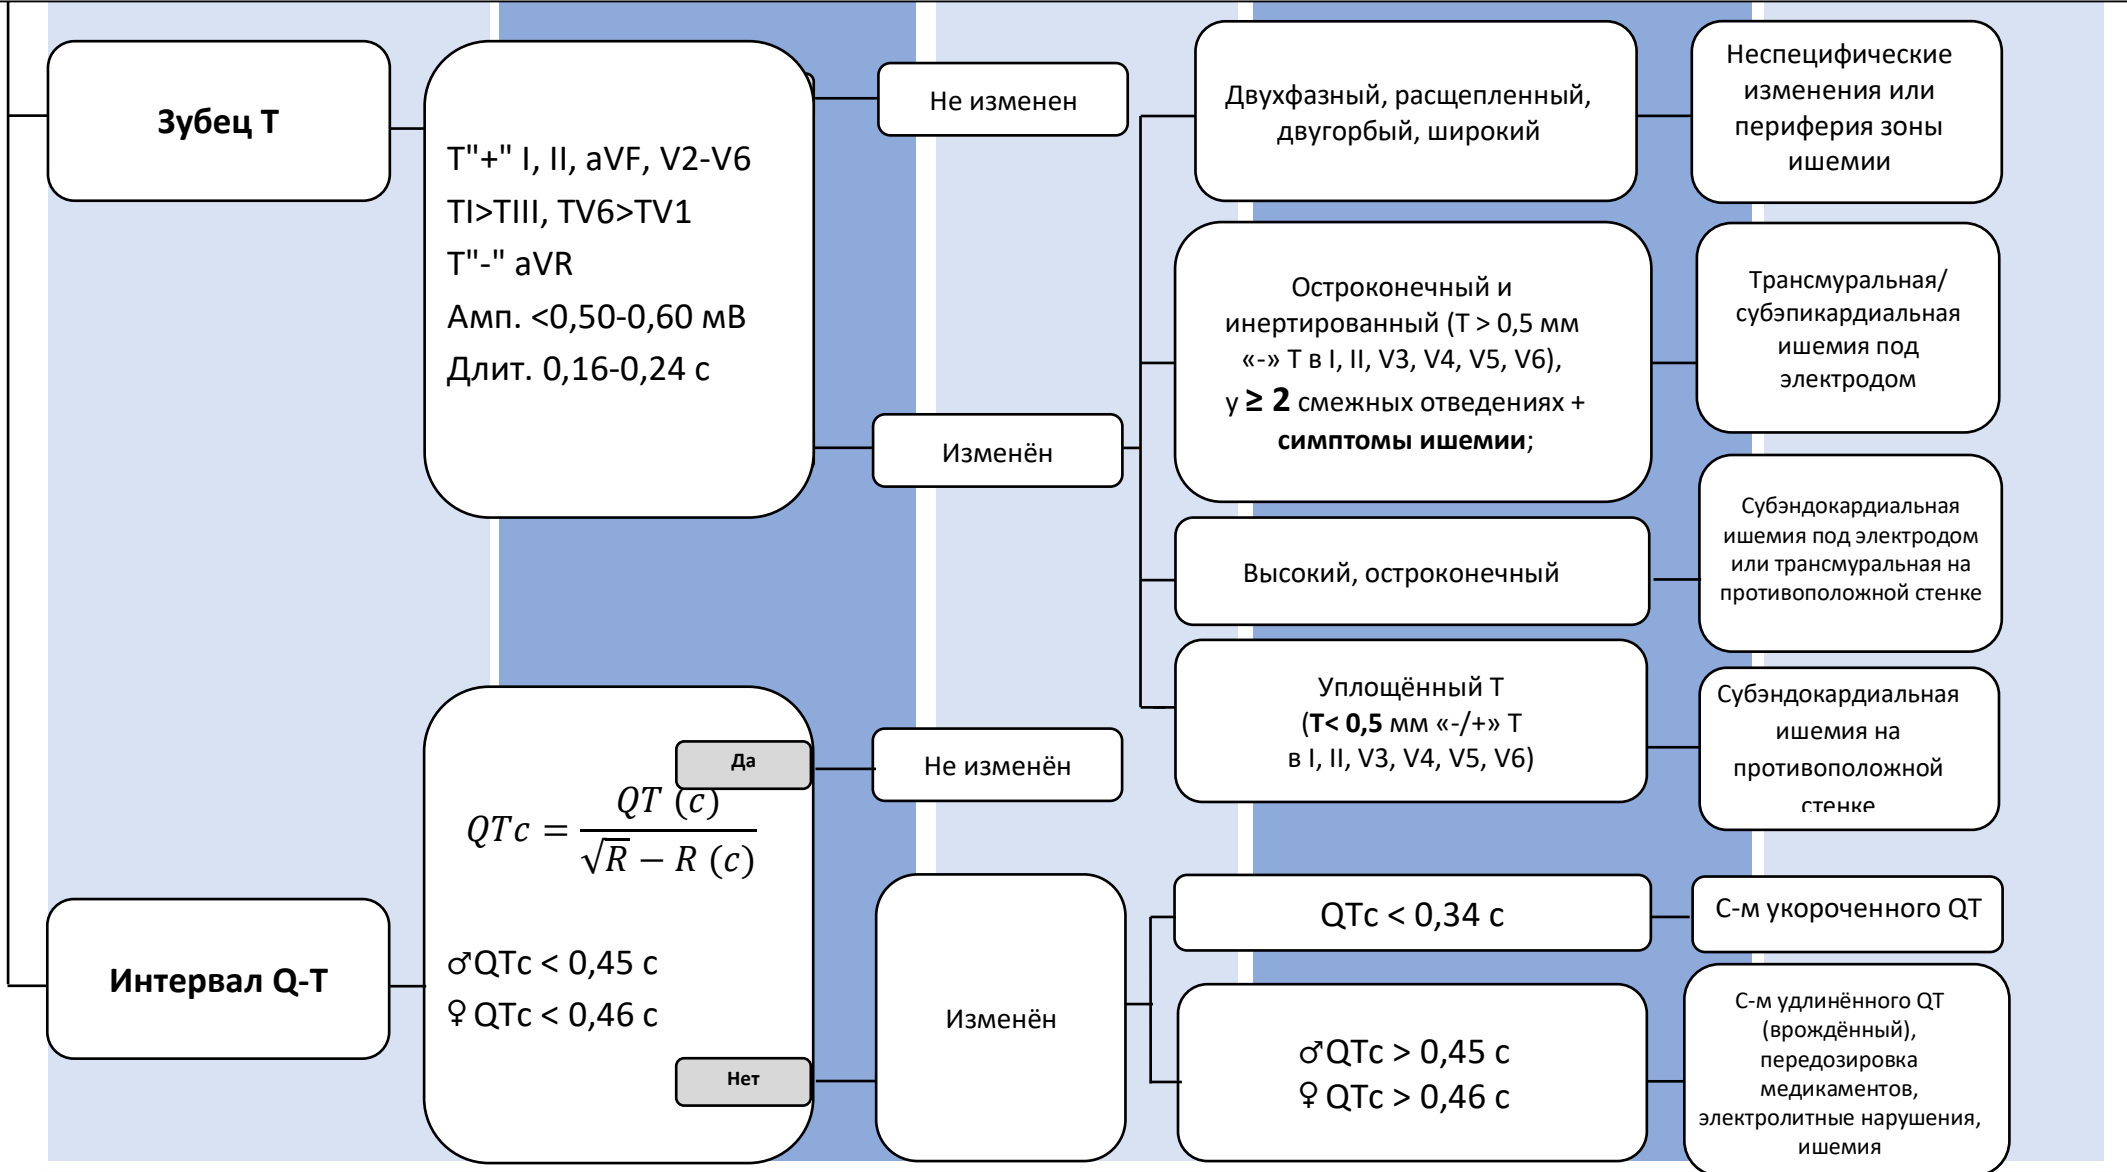 Зубец Т
T"+" I, II, aVF, V2-V6
TI>TIII, TV6>TV1
T"-" aVR
Амп. <0,50-0,60 мВ
Длит. 0,16-0,24 с
Не изменен
Изменён
Двухфазный, расщепленный,
двугорбый, широкий
Неспецифические
изменения или
периферия зоны
ишемии
Остроконечный и
инертированный (Т > 0,5 мм
«-» Т в I, II, V3, V4, V5, V6),
у ≥ 2 смежных отведениях +
симптомы ишемии;
Трансмуральная/
субэпикардиальная
ишемия под
электродом
Высокий, остроконечный
Субэндокардиальная
ишемия под электродом
или трансмуральная на
противоположной стенке
Уплощённый Т
(Т< 0,5 мм «-/+» Т
в I, II, V3, V4, V5, V6)
Субэндокардиальная
ишемия на
противоположной
стенке
Интервал Q-T
Да
QTc = QT (c) / √R − R (c)
♂QTc < 0,45 с
♀QTc < 0,46 с
Нет
Не изменён
Изменён
QTc < 0,34 с
С-м укороченного QT
♂QTc > 0,45 с
♀QTc > 0,46 с
С-м удлинённого QT
(врождённый),
передозировка
медикаментов,
электролитные нарушения,
ишемия